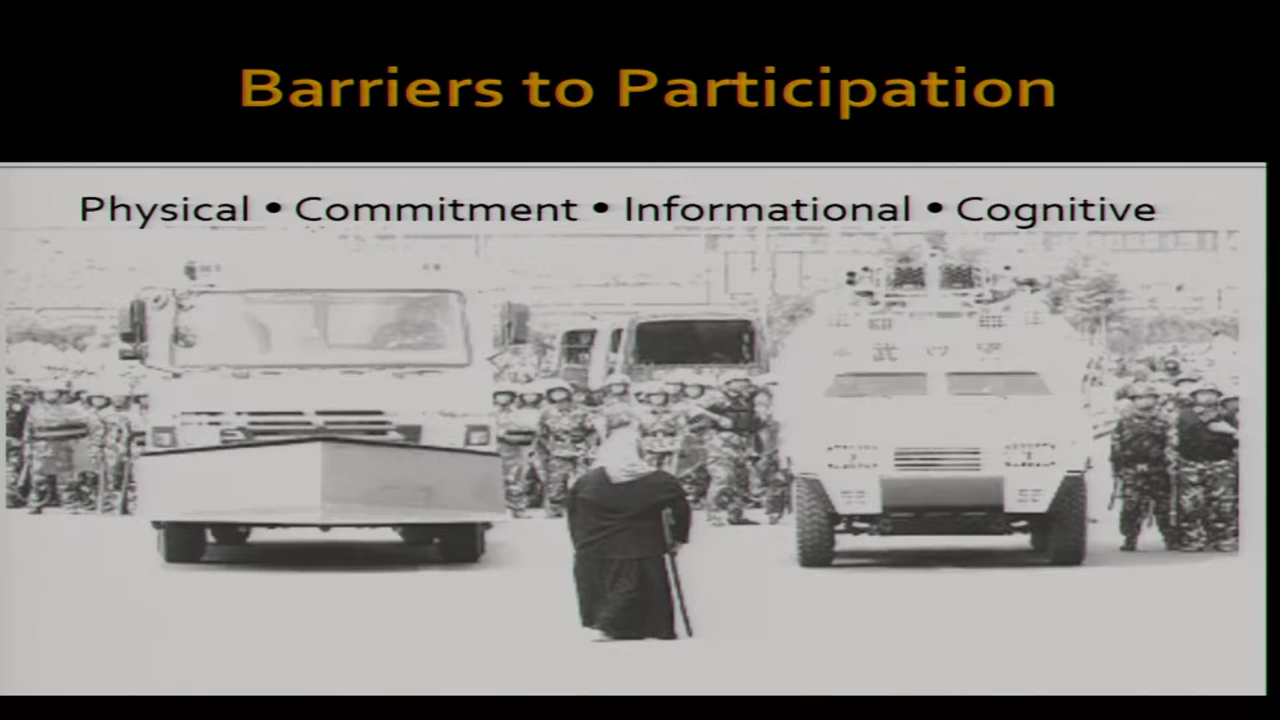 Barriers to Participation
Physical • Commitment • Informational • Cognitive